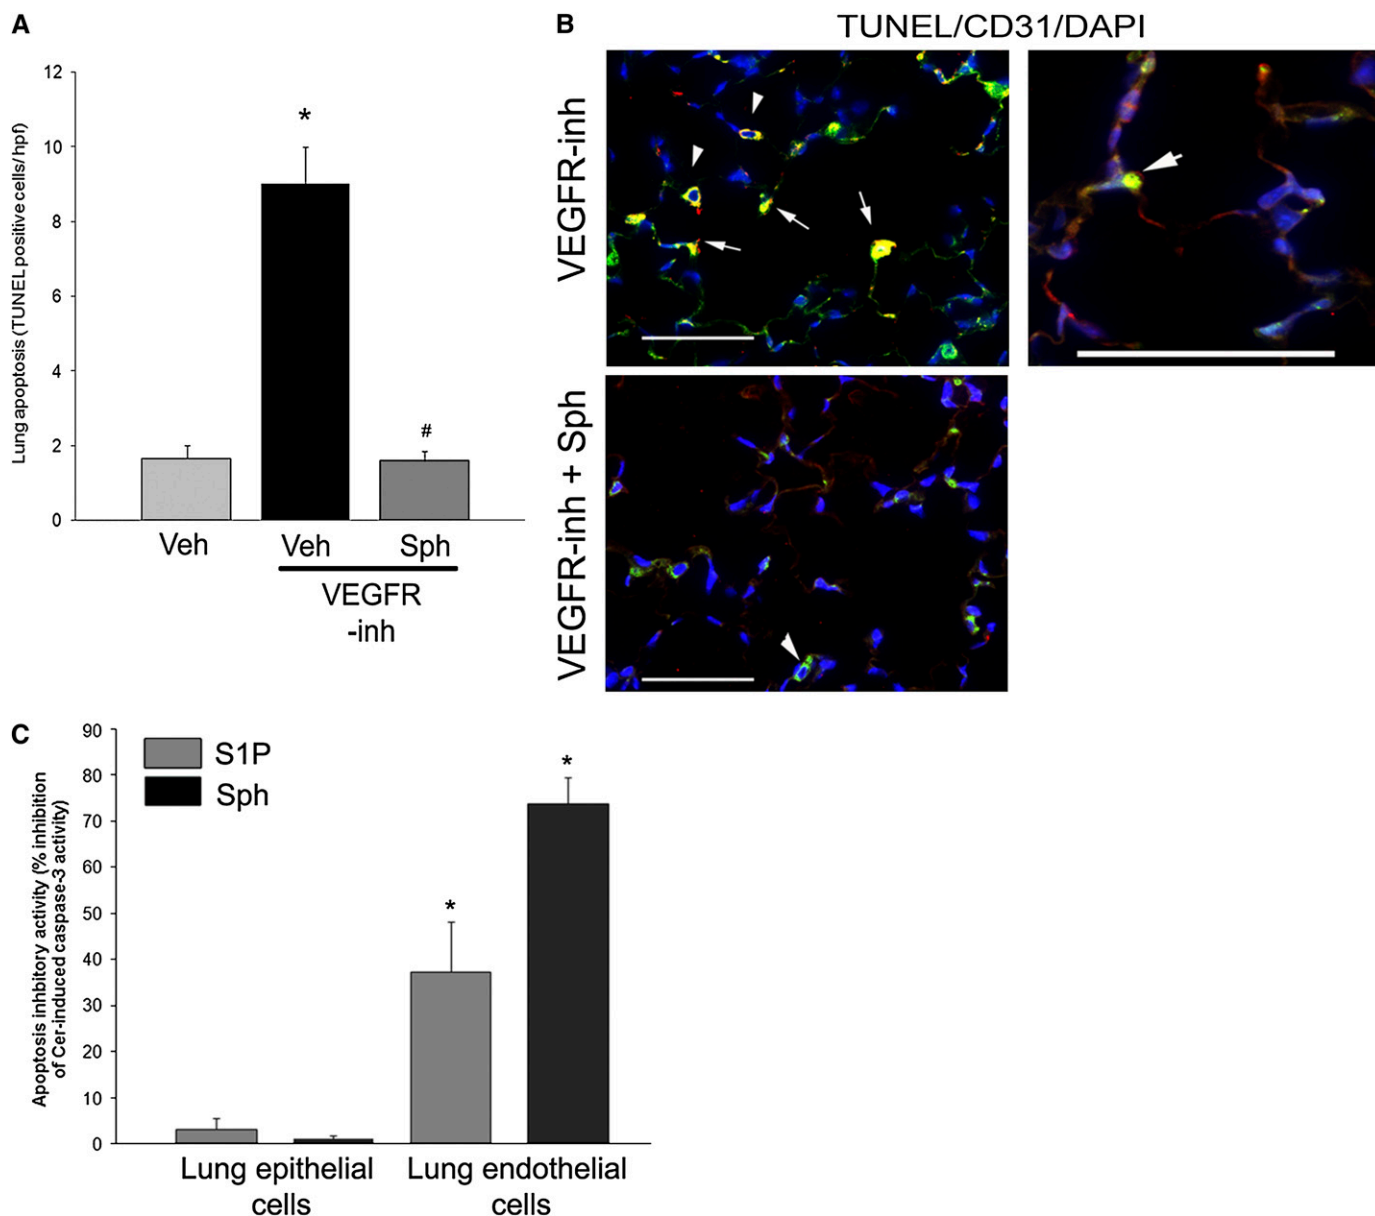 A
Lung apoptosis (TUNEL positive cells/ hpf)
12
10
8
6
4
2
0
*
#
Veh
Veh
Sph
VEGFR
-inh
B
TUNEL/CD31/DAPI
VEGFR-inh
VEGFR-inh + Sph
C
Apoptosis inhbitory activity (% inhibition
of Cer-induced caspase-3 activity)
90
80
70
60
50
40
30
20
10
0
S1P
Sph
*
*
Lung epithelial
cells
Lung endothelial
cells